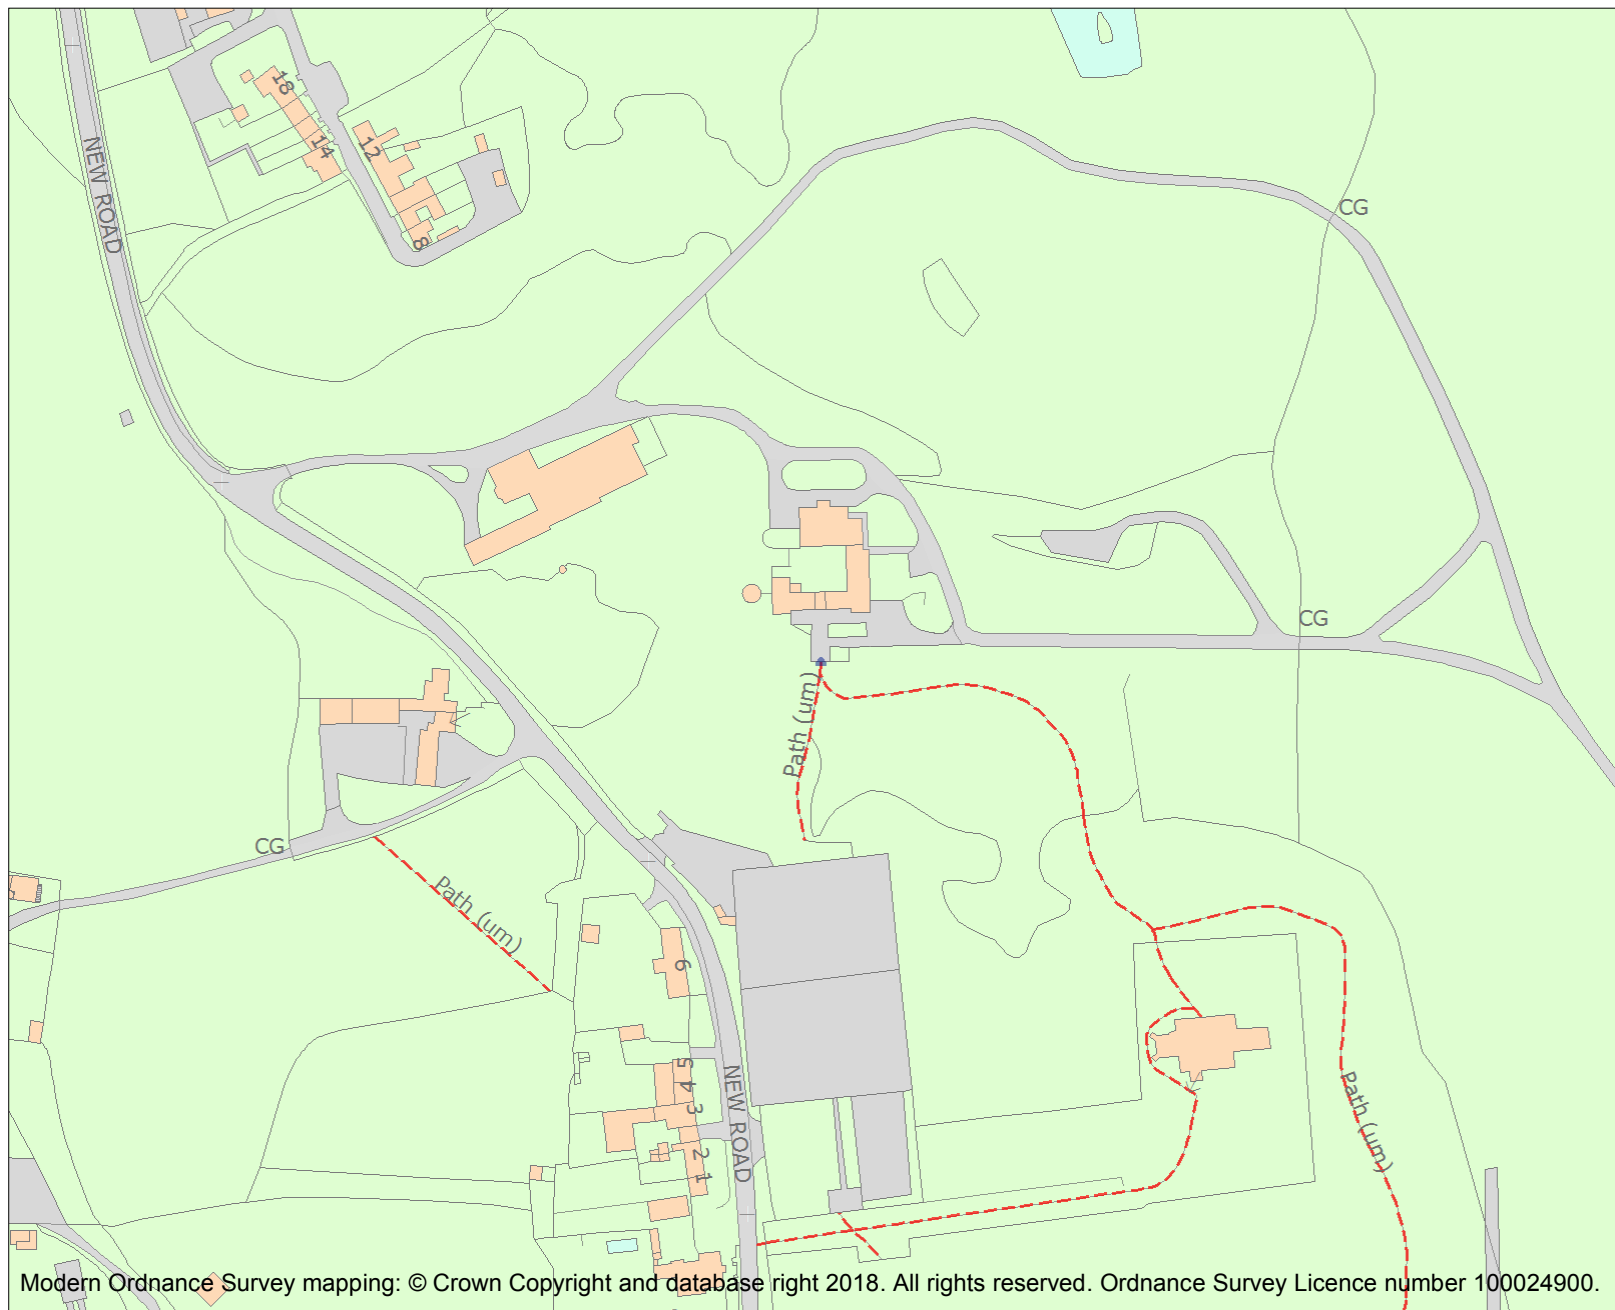 18
14
12
8
NEW ROAD
CG
CG
Path (um)
CG
Path (um)
6
5
4
3
2
1
NEW ROAD
Path (um)
Modern Ordnance Survey mapping: © Crown Copyright and database right 2018. All rights reserved. Ordnance Survey Licence number 100024900.